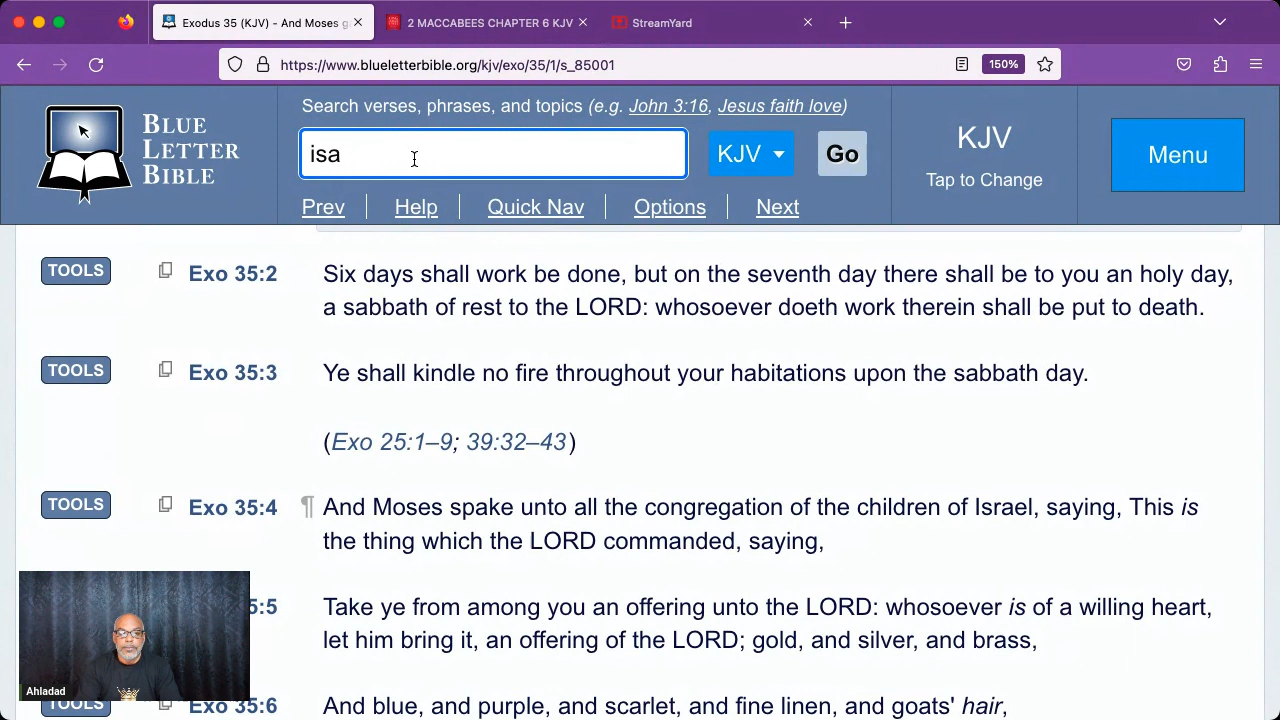 Exodus 35 (KJV) - And Moses g
2 MACCABEES CHAPTER 6 KJV
StreamYard
https://www.blueletterbible.org/kjv/exo/35/1/s_85001
150%
BLUE
LETTER
BIBLE
Search verses, phrases, and topics (e.g. John 3:16, Jesus faith love)
isa
KJV
Go
Prev
Help
Quick Nav
Options
Next
KJV
Tap to Change
Menu
TOOLS
Exo 35:2
Six days shall work be done, but on the seventh day there shall be to you an holy day,
a sabbath of rest to the LORD: whosoever doeth work therein shall be put to death.
TOOLS
Exo 35:3
Ye shall kindle no fire throughout your habitations upon the sabbath day.
(Exo 25:1–9; 39:32–43)
TOOLS
Exo 35:4
¶ And Moses spake unto all the congregation of the children of Israel, saying, This is
the thing which the LORD commanded, saying,
5:5
Take ye from among you an offering unto the LORD: whosoever is of a willing heart,
let him bring it, an offering of the LORD; gold, and silver, and brass,
Ahladad
TOOLS
Exo 35:6
And blue, and purple, and scarlet, and fine linen, and goats' hair,